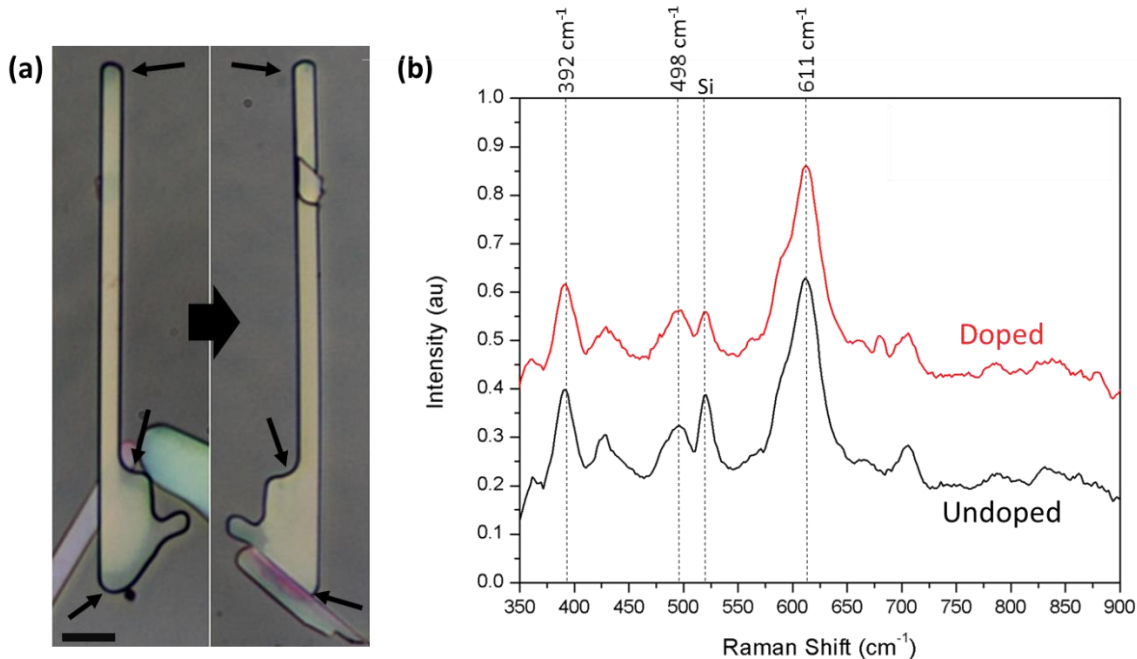 (a)
(b)
392 cm-1
498 cm-1
Si
611 cm-1
1.0
0.9
0.8
0.7
0.6
0.5
0.4
0.3
0.2
0.1
0.0
Intensity (au)
Doped
Undoped
350 400 450 500 550 600 650 700 750 800 850 900
Raman Shift (cm-1)